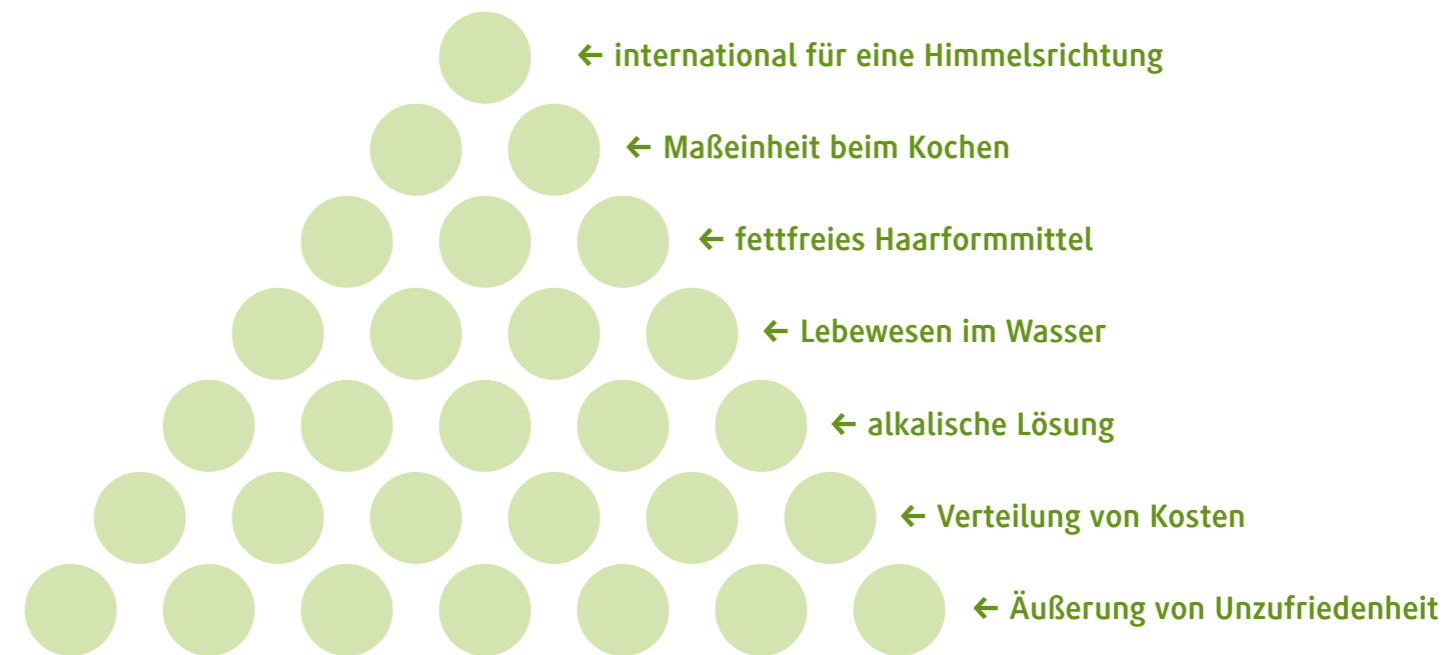 ← international für eine Himmelsrichtung
← Maßeinheit beim Kochen
← fettfreies Haarformmittel
← Lebewesen im Wasser
← alkalische Lösung
← Verteilung von Kosten
← Äußerung von Unzufriedenheit